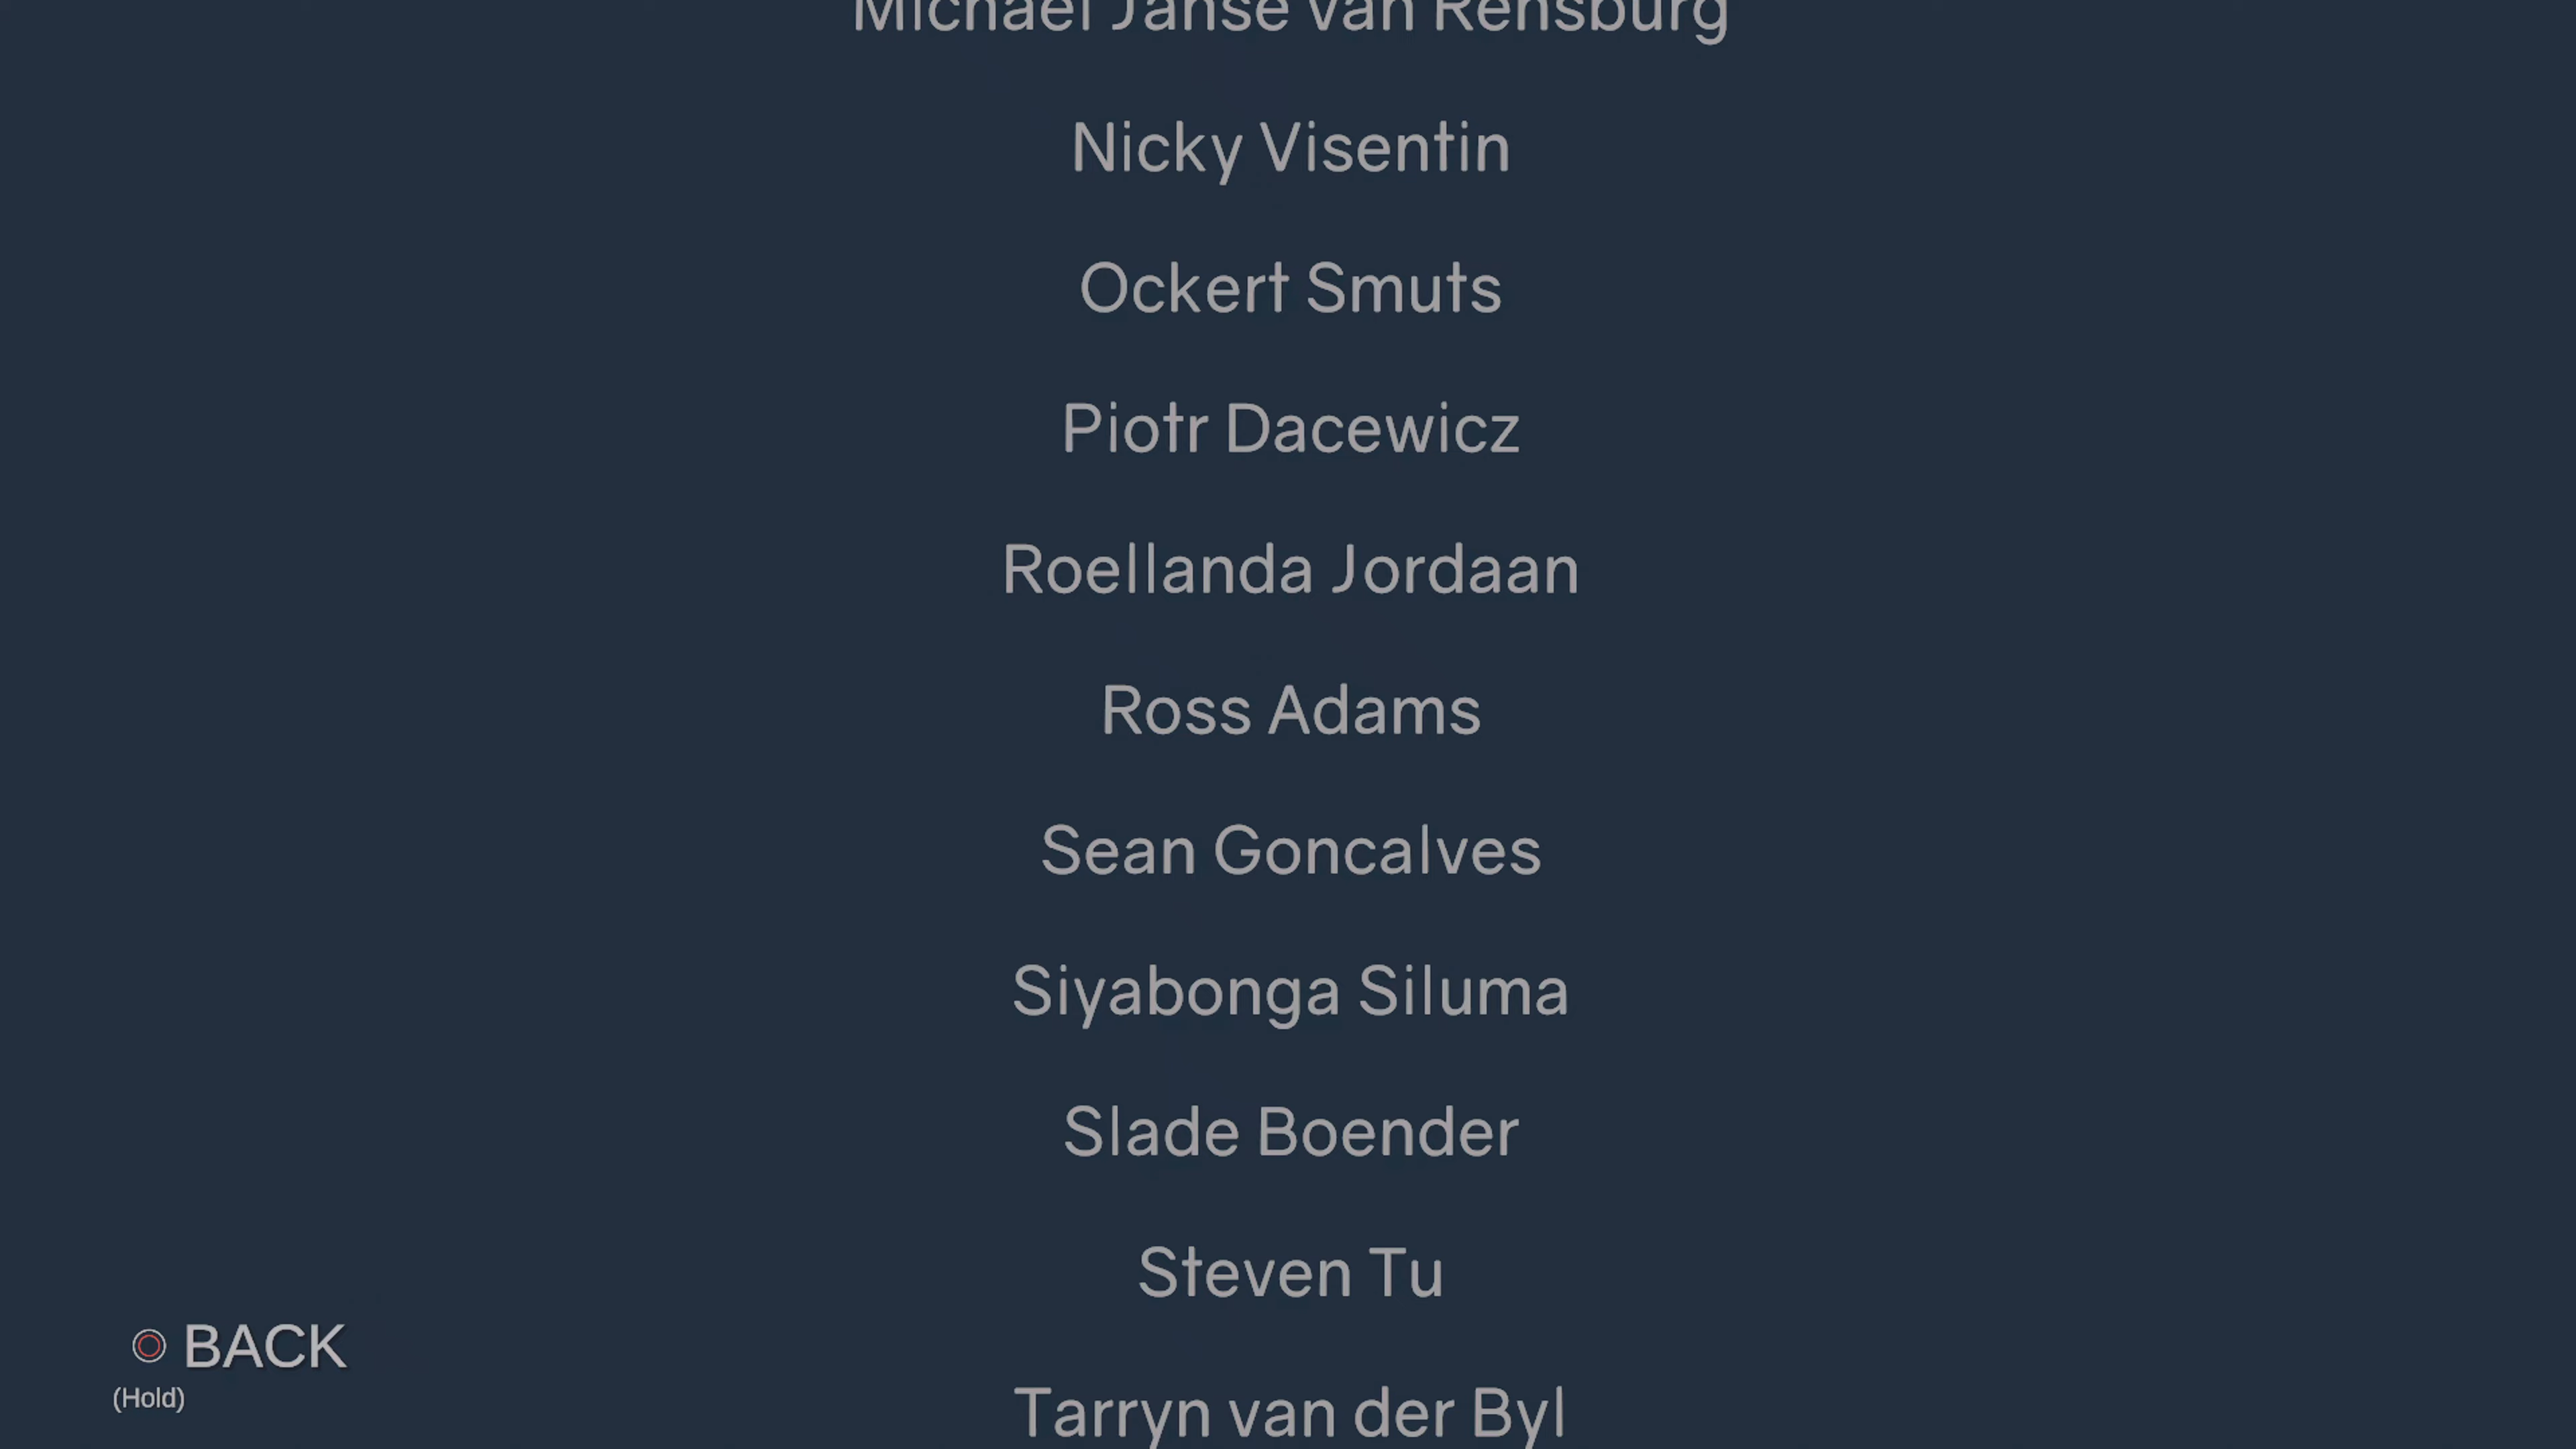 Michael Janse van Rensburg
Nicky Visentin
Ockert Smuts
Piotr Dacewicz
Roellanda Jordaan
Ross Adams
Sean Goncalves
Siyabonga Siluma
Slade Boender
Steven Tu
BACK
(Hold)
Tarryn van der Byl